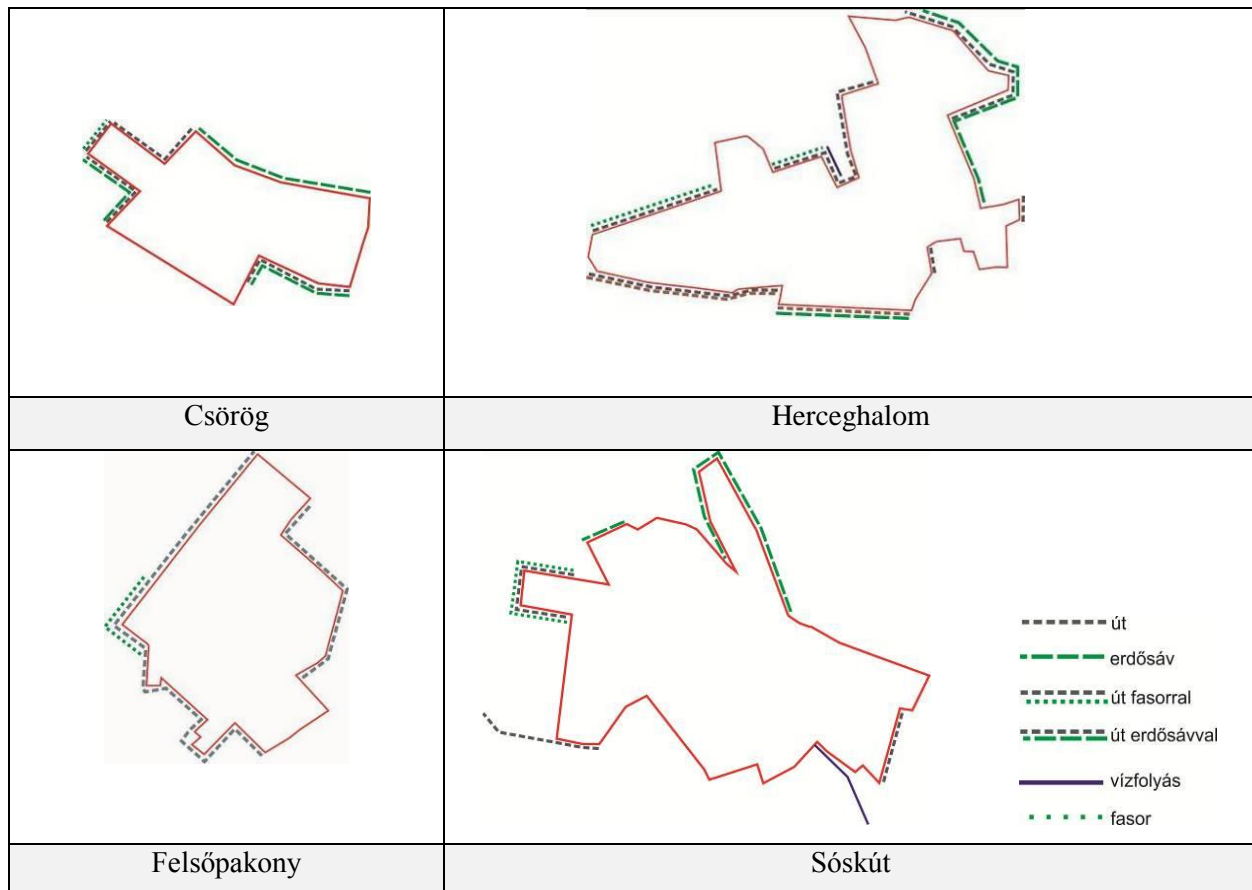 Csörög
Herceghalom
út
erdősáv
út fasorral
út erdősávval
vízfolyás
fasor
Felsőpakony
Sóskút